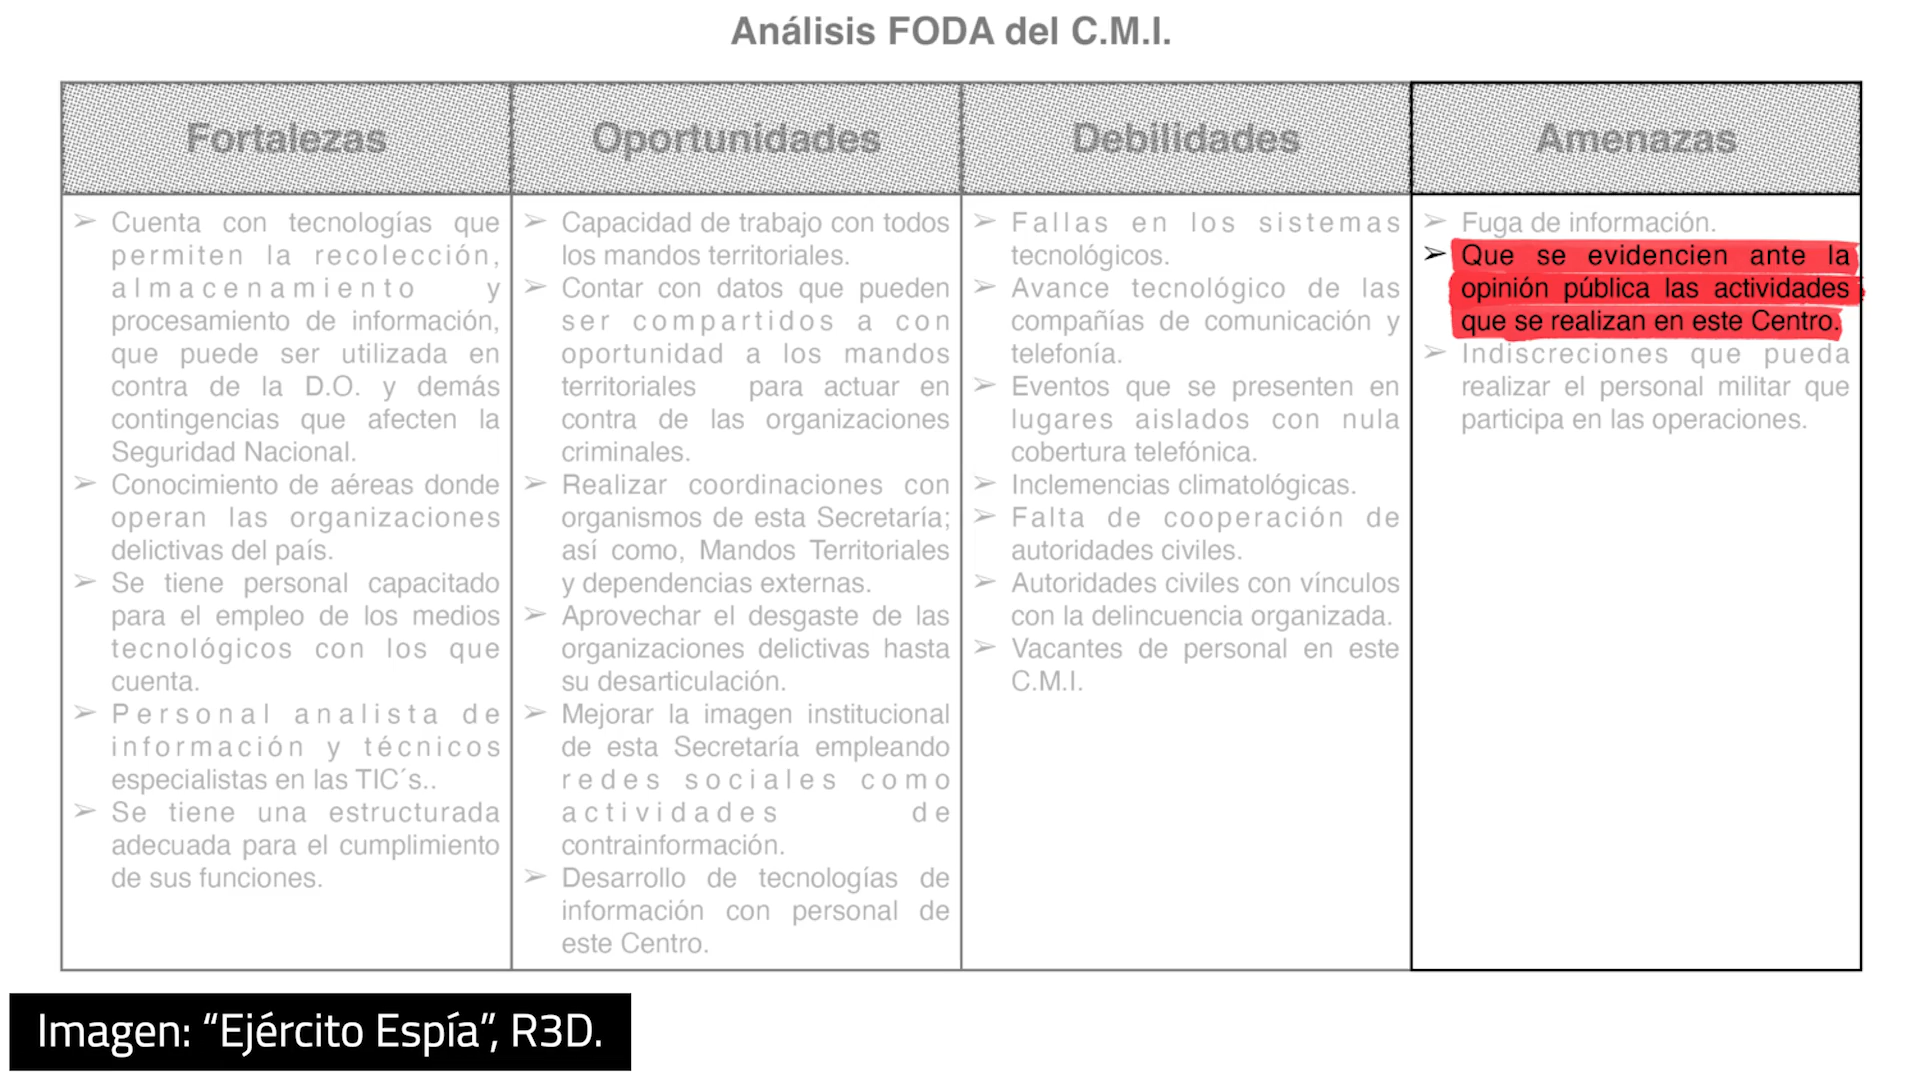 Análisis FODA del C.M.I.
Fortalezas
➢ Cuenta con tecnologías que
permiten la recolección,
almacenamiento y
procesamiento de información,
que puede ser utilizada en
contra de la D.O. y demás
contingencias que afecten la
Seguridad Nacional.
➢ Conocimiento de aéreas donde
operan las organizaciones
delictivas del país.
➢ Se tiene personal capacitado
para el empleo de los medios
tecnológicos con los que
cuenta.
➢ Personal analista de
información y técnicos
especialistas en las TIC´s..
➢ Se tiene una estructurada
adecuada para el cumplimiento
de sus funciones.
Oportunidades
➢ Capacidad de trabajo con todos
los mandos territoriales.
➢ Contar con datos que pueden
ser compartidos a con
oportunidad a los mandos
territoriales para actuar en
contra de las organizaciones
criminales.
➢ Realizar coordinaciones con
organismos de esta Secretaría;
así como, Mandos Territoriales
y dependencias externas.
➢ Aprovechar el desgaste de las
organizaciones delictivas hasta
su desarticulación.
➢ Mejorar la imagen institucional
de esta Secretaría empleando
redes sociales como
actividades de
contrainformación.
➢ Desarrollo de tecnologías de
información con personal de
este Centro.
Debilidades
➢ Fallas en los sistemas
tecnológicos.
➢ Avance tecnológico de las
compañías de comunicación y
telefonía.
➢ Eventos que se presenten en
lugares aislados con nula
cobertura telefónica.
➢ Inclemencias climatológicas.
➢ Falta de cooperación de
autoridades civiles.
➢ Autoridades civiles con vínculos
con la delincuencia organizada.
➢ Vacantes de personal en este
C.M.I.
Amenazas
➢ Fuga de información.
➢ Que se evidencien ante la
opinión pública las actividades
que se realizan en este Centro.
➢ Indiscreciones que pueda
realizar el personal militar que
participa en las operaciones.
Imagen: “Ejército Espía”, R3D.